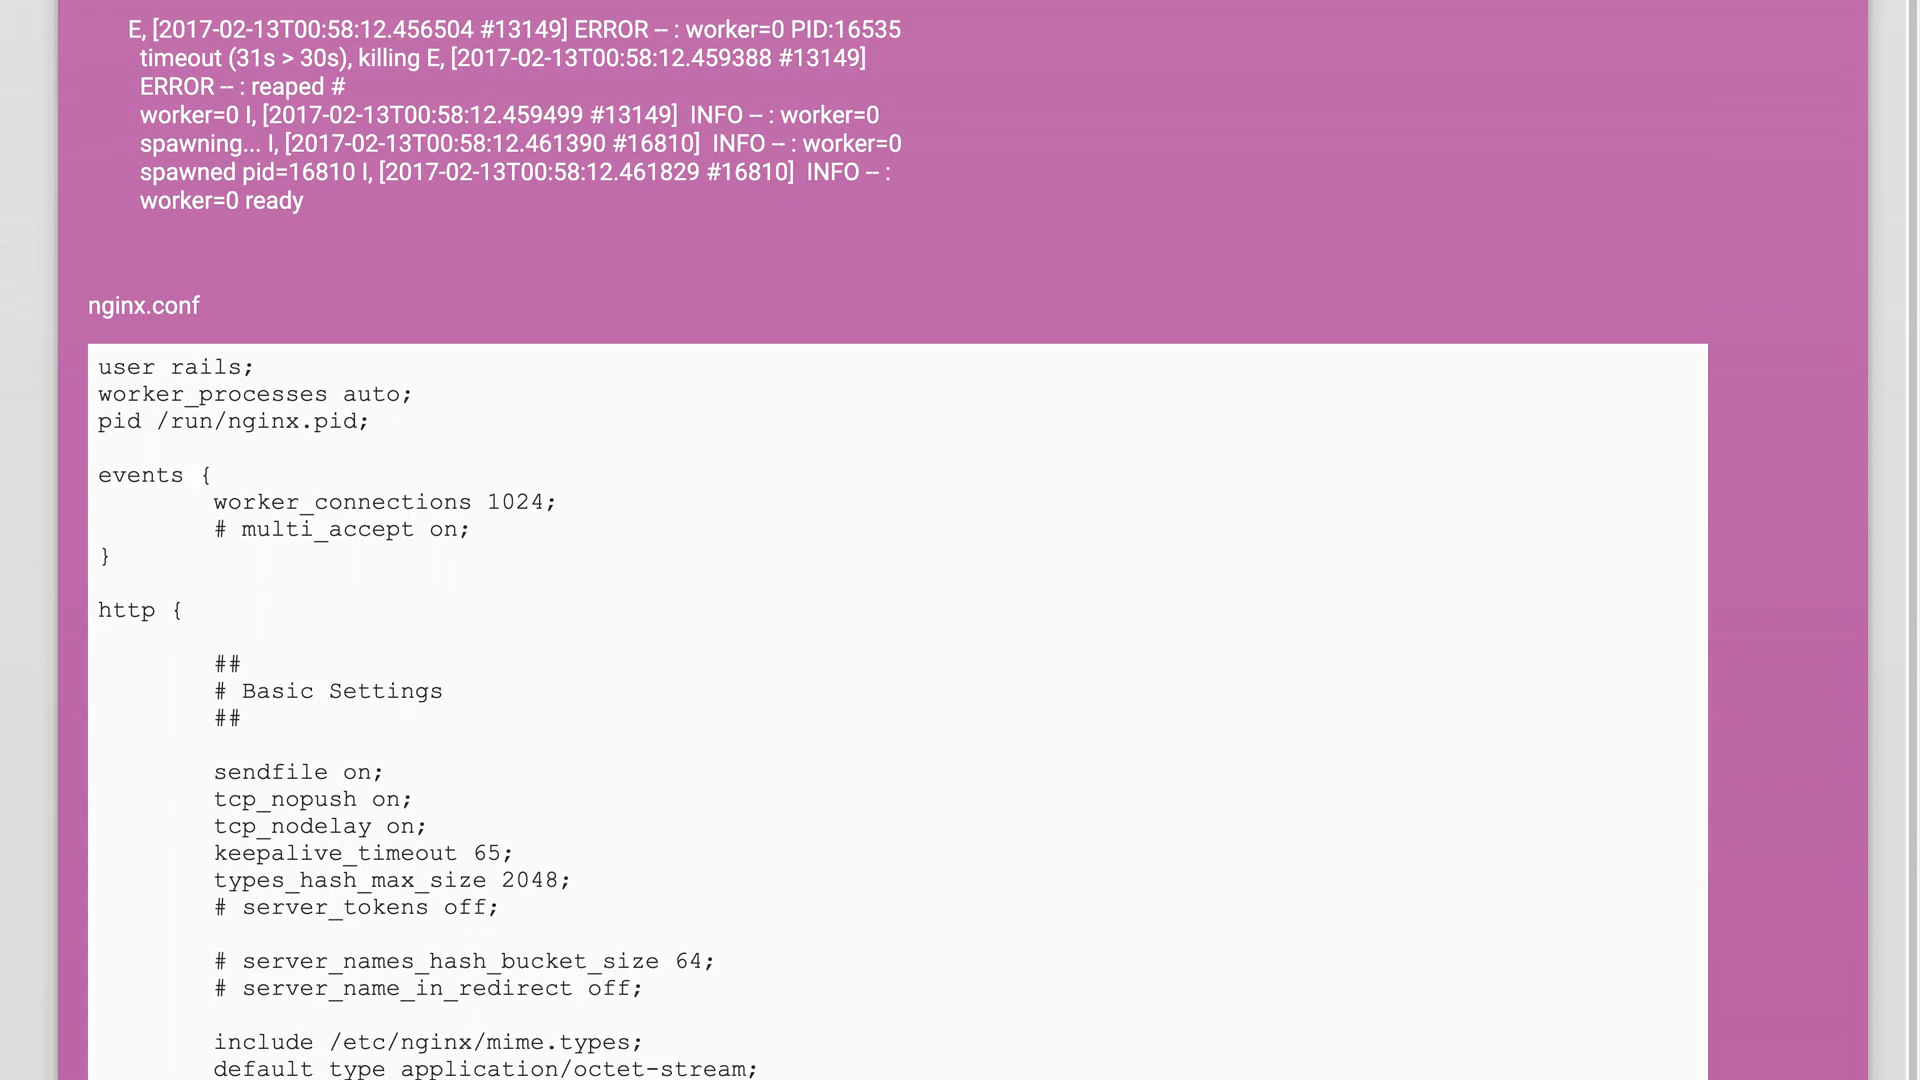 E, [2017-02-13T00:58:12.456504 #13149] ERROR -- : worker=0 PID:16535
timeout (31s > 30s), killing E, [2017-02-13T00:58:12.459388 #13149]
ERROR -- : reaped #
worker=0 I, [2017-02-13T00:58:12.459499 #13149]  INFO -- : worker=0
spawning... I, [2017-02-13T00:58:12.461390 #16810]  INFO -- : worker=0
spawned pid=16810 I, [2017-02-13T00:58:12.461829 #16810]  INFO -- :
worker=0 ready
nginx.conf
user rails;
worker_processes auto;
pid /run/nginx.pid;
events {
worker_connections 1024;
# multi_accept on;
}
http {
##
# Basic Settings
##
sendfile on;
tcp_nopush on;
tcp_nodelay on;
keepalive_timeout 65;
types_hash_max_size 2048;
# server_tokens off;
# server_names_hash_bucket_size 64;
# server_name_in_redirect off;
include /etc/nginx/mime.types;
default_type application/octet-stream;